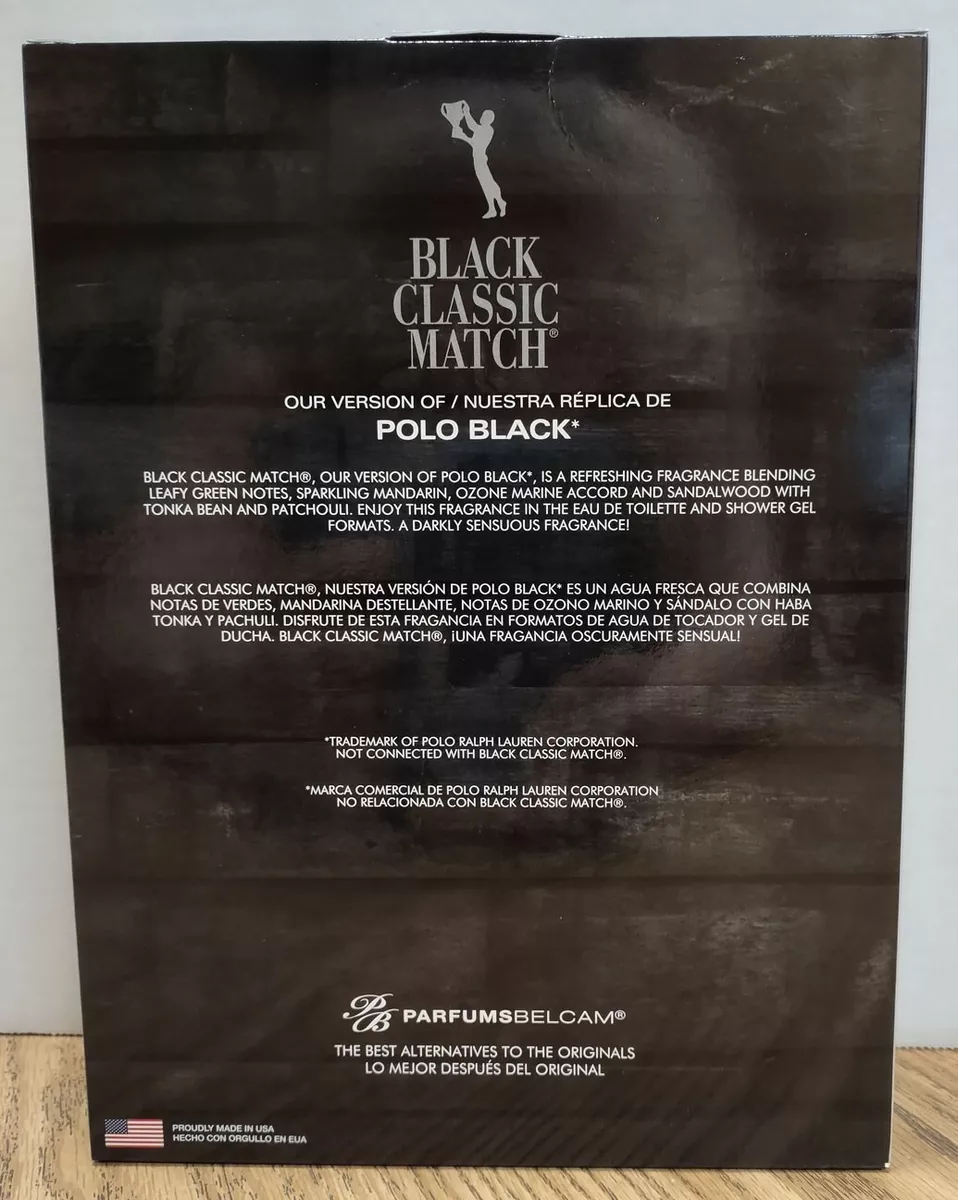 BLACK
CLASSIC
MATCH®
OUR VERSION OF / NUESTRA RÉPLICA DE
POLO BLACK*
BLACK CLASSIC MATCH®, OUR VERSION OF POLO BLACK*, IS A REFRESHING FRAGRANCE BLENDING
LEAFY GREEN NOTES, SPARKLING MANDARIN, OZONE MARINE ACCORD AND SANDALWOOD WITH
TONKA BEAN AND PATCHOULI. ENJOY THIS FRAGRANCE IN THE EAU DE TOILETTE AND SHOWER GEL
FORMATS. A DARKLY SENSUOUS FRAGRANCE!
BLACK CLASSIC MATCH®, NUESTRA VERSIÓN DE POLO BLACK* ES UN AGUA FRESCA QUE COMBINA
NOTAS DE VERDES, MANDARINA DESTELLANTE, NOTAS DE OZONO MARINO Y SÁNDALO CON HABA
TONKA Y PACHULI. DISFRUTE DE ESTA FRAGANCIA EN FORMATOS DE AGUA DE TOCADOR Y GEL DE
DUCHA. BLACK CLASSIC MATCH®, ¡UNA FRAGANCIA OSCURAMENTE SENSUAL!
*TRADEMARK OF POLO RALPH LAUREN CORPORATION.
NOT CONNECTED WITH BLACK CLASSIC MATCH®.
*MARCA COMERCIAL DE POLO RALPH LAUREN CORPORATION
NO RELACIONADA CON BLACK CLASSIC MATCH®.
PB PARFUMSBELCAM®
THE BEST ALTERNATIVES TO THE ORIGINALS
LO MEJOR DESPUÉS DEL ORIGINAL
PROUDLY MADE IN USA
HECHO CON ORGULLO EN EUA